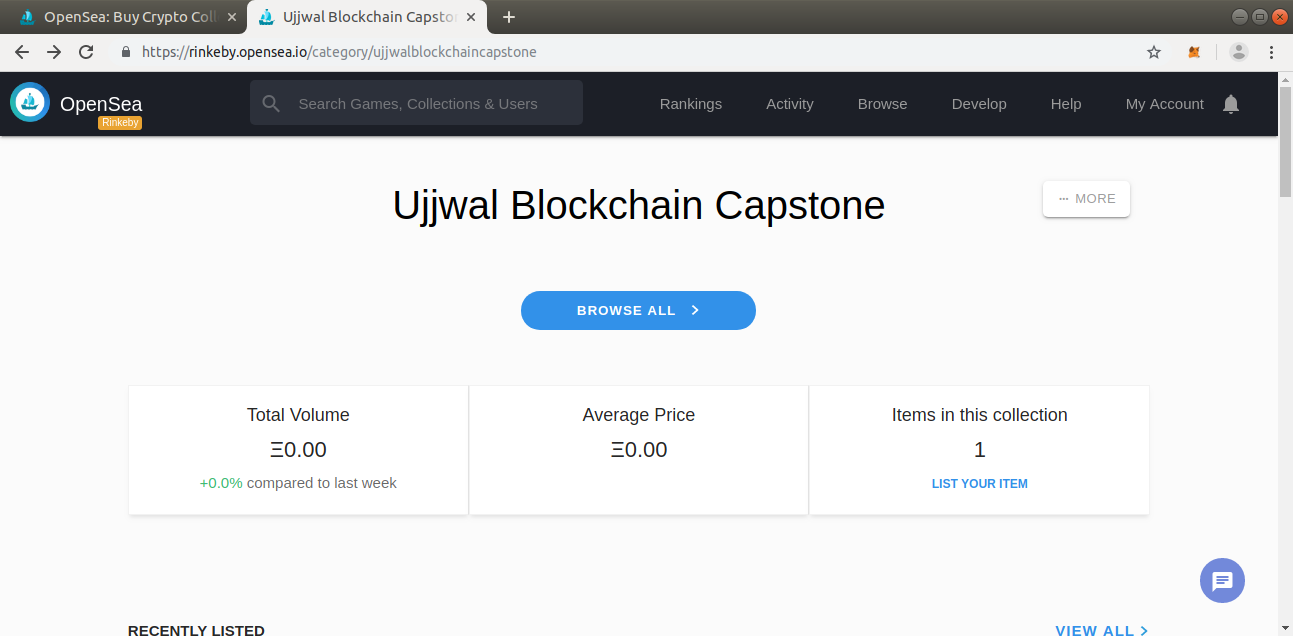 OpenSea: Buy Crypto Coll
Ujjwal Blockchain Capsto
https://rinkeby.opensea.io/category/ujjwalblockchaincapstone
OpenSea
Rinkeby
Search Games, Collections & Users
Rankings
Activity
Browse
Develop
Help
My Account
Ujjwal Blockchain Capstone
··· MORE
BROWSE ALL
Total Volume
Ξ0.00
+0.0% compared to last week
Average Price
Ξ0.00
Items in this collection
1
LIST YOUR ITEM
RECENTLY LISTED
VIEW ALL